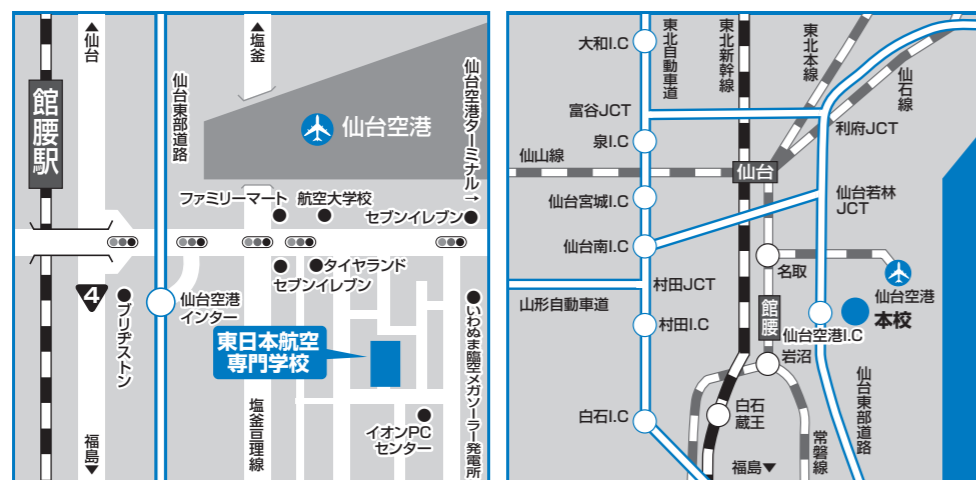 ▲仙台
▲塩釜
仙台空港ターミナル→
館腰駅
仙台東部道路
仙台空港
ファミリーマート
航空大学校
セブンイレブン
タイヤランド
セブンイレブン
4
ブリヂストン
仙台空港
インター
東日本航空
専門学校
いわぬま臨空メガソーラー発電所
イオンPC
センター
塩釜亘理線
福島▼
大和I.C
東北自動車道
東北新幹線
東北本線
仙石線
富谷JCT
利府JCT
泉I.C
仙山線
仙台
仙台宮城I.C
仙台若林
JCT
仙台南I.C
名取
村田JCT
仙台空港
山形自動車道
館腰
本校
村田I.C
仙台空港I.C
岩沼
仙台東部道路
白石I.C
白石
蔵王
常磐線
福島▼